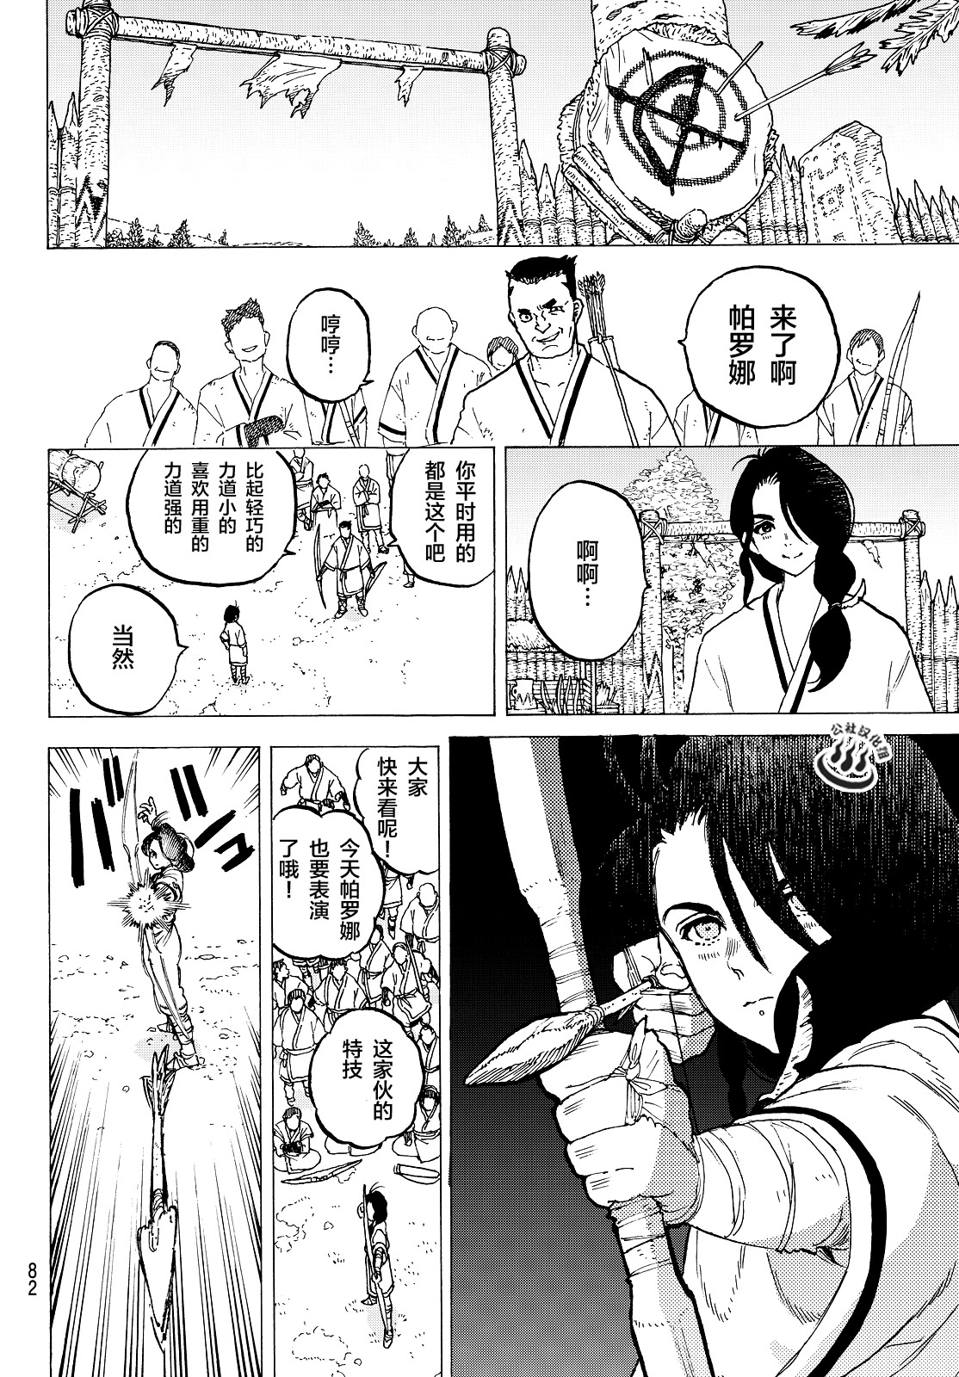 来了啊
帕罗娜
哼哼…
啊啊…
你平时用的
都是这个吧
比起轻巧的
力道小的
喜欢用重的
力道强的
当然
公社汉化组
大家
快来看呢！
今天帕罗娜
也要表演
了哦！
这家伙的
特技
82